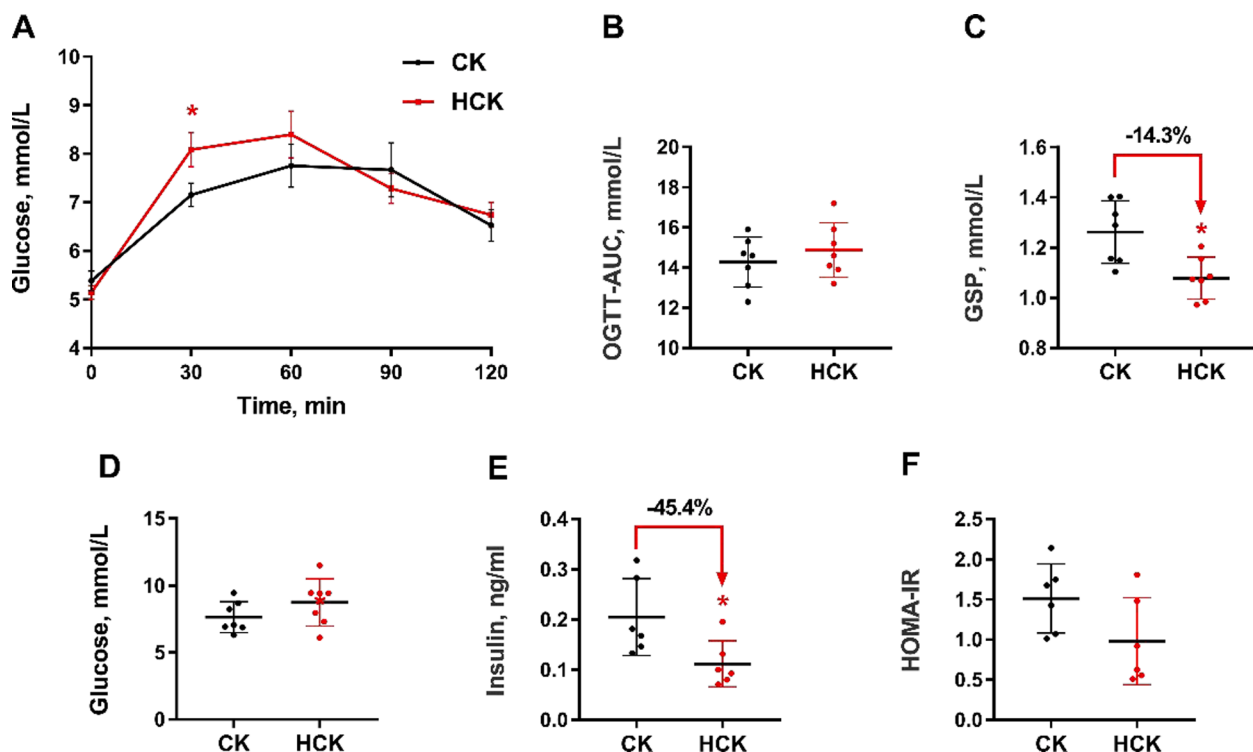 A
Glucose, mmol/L
10
9
8
7
6
5
4
*
CK
HCK
0
30
60
90
120
Time, min
B
OGTT-AUC, mmol/L
20
18
16
14
12
10
CK
HCK
C
GSP, mmol/L
1.6
1.4
1.2
1.0
0.8
-14.3%
*
CK
HCK
D
Glucose, mmol/L
15
10
5
0
CK
HCK
E
Insulin, ng/ml
0.4
0.3
0.2
0.1
0.0
-45.4%
*
CK
HCK
F
HOMA-IR
2.5
2.0
1.5
1.0
0.5
0.0
CK
HCK